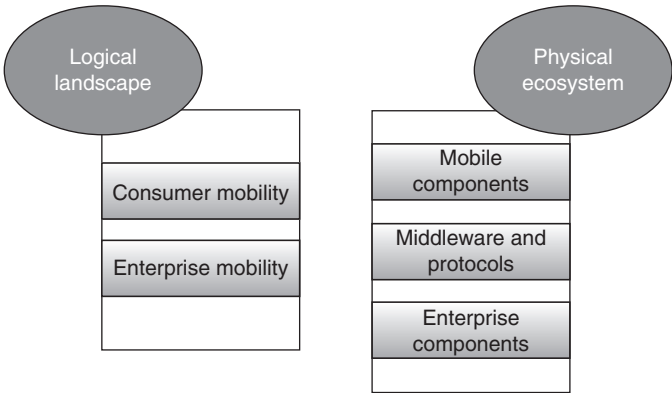 Logical
landscape
Consumer mobility
Enterprise mobility
Physical
ecosystem
Mobile
components
Middleware and
protocols
Enterprise
components